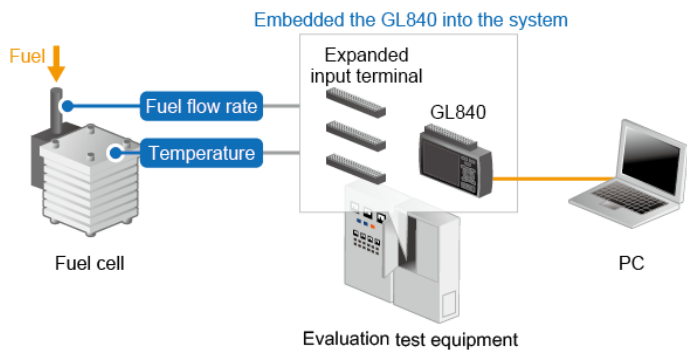 Embedded the GL840 into the system
Fuel
Expanded
input terminal
Fuel flow rate
GL840
Temperature
Fuel cell
PC
Evaluation test equipment